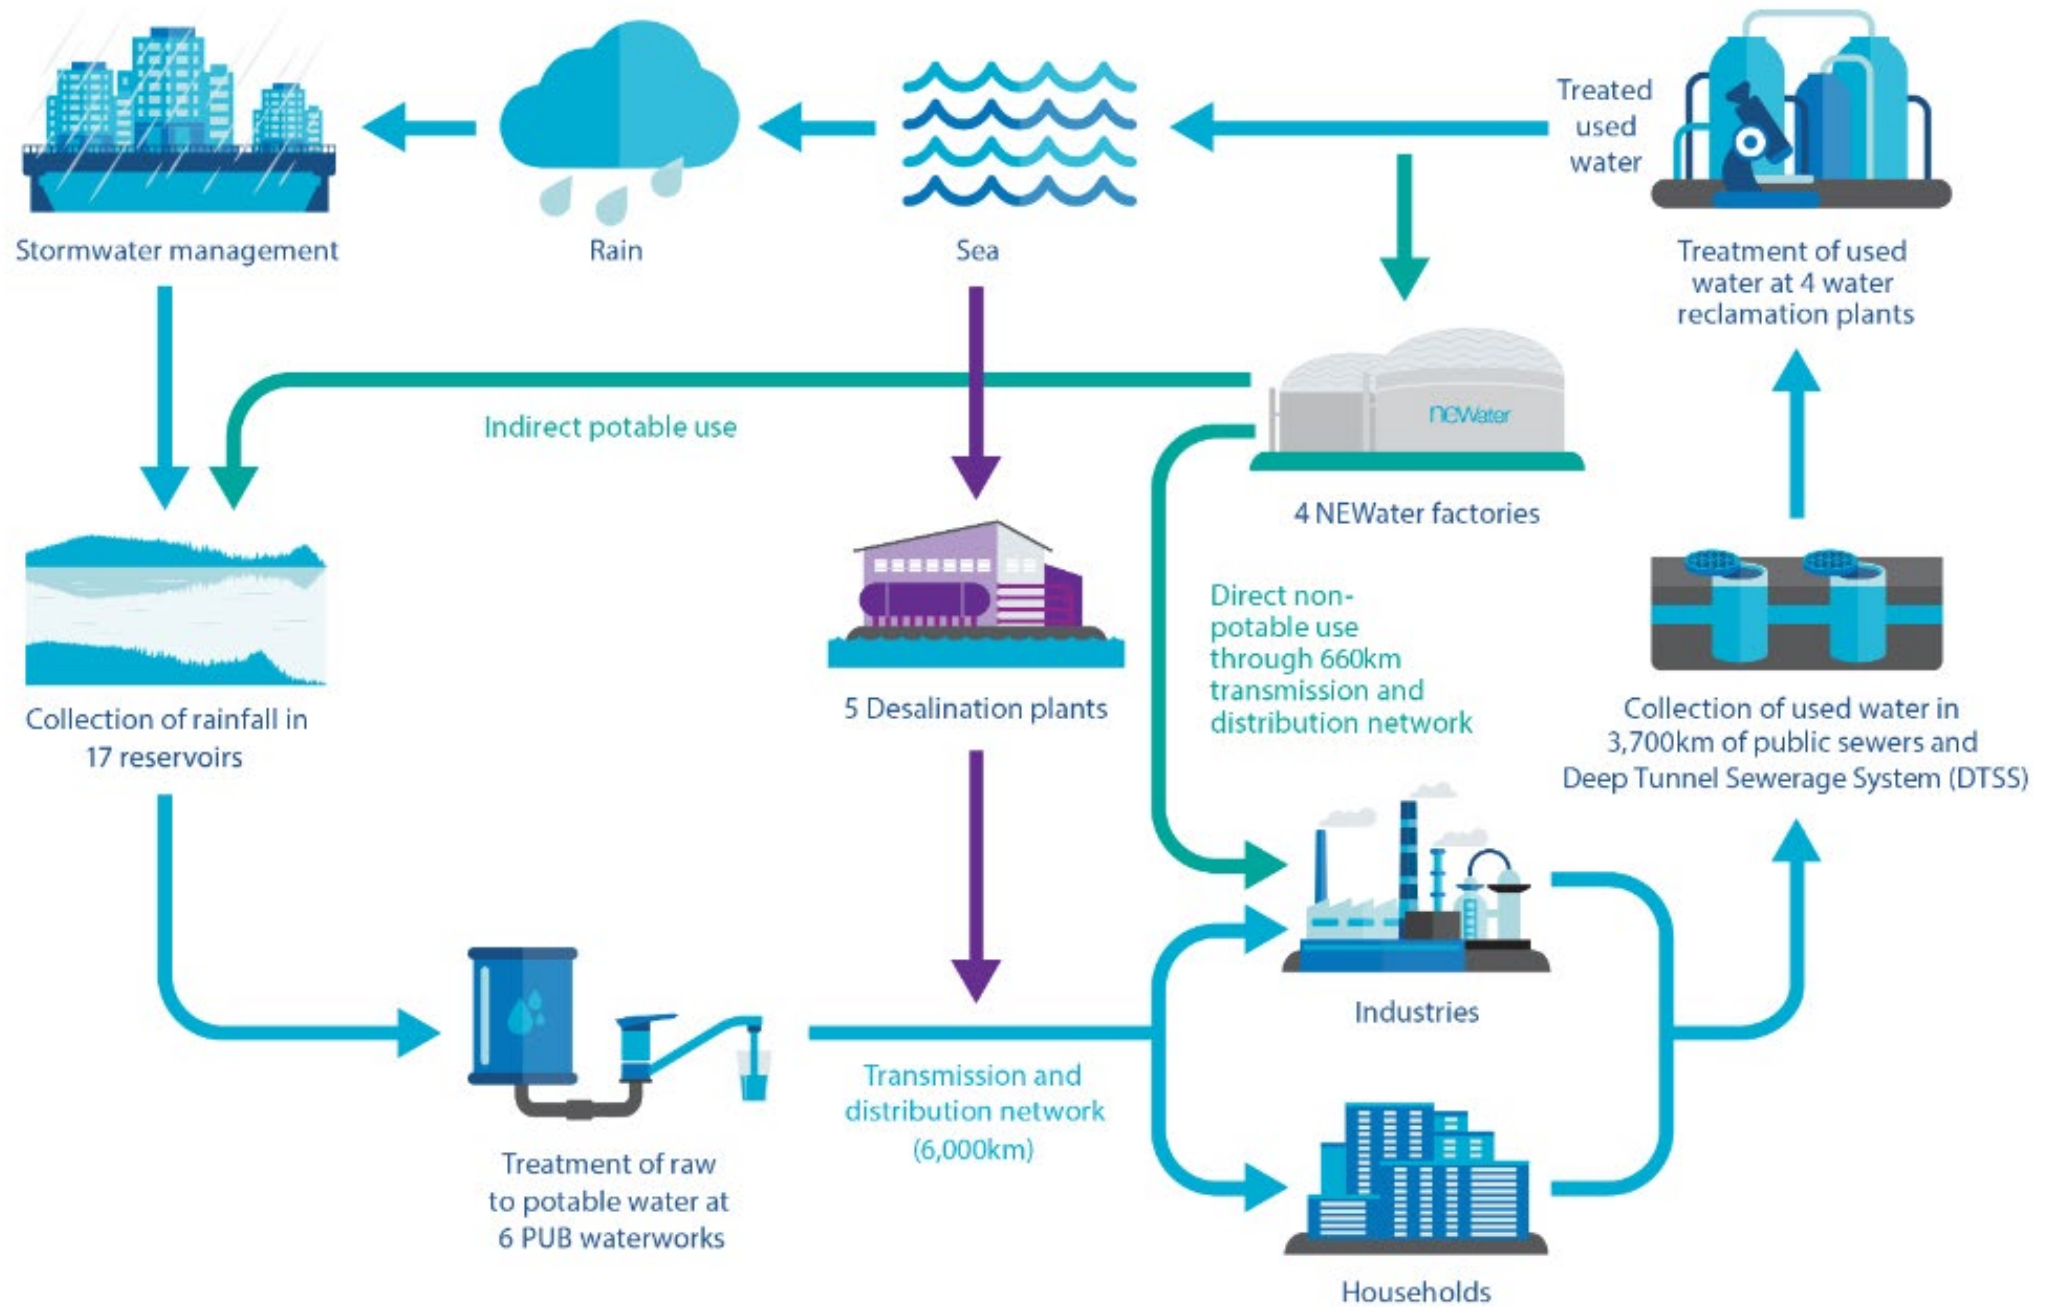 Treated
used
water
Stormwater management
Rain
Sea
Treatment of used
water at 4 water
reclamation plants
Indirect potable use
neWater
4 NEWater factories
Direct non-
potable use
through 660km
transmission and
distribution network
Collection of rainfall in
17 reservoirs
5 Desalination plants
Collection of used water in
3,700km of public sewers and
Deep Tunnel Sewerage System (DTSS)
Industries
Transmission and
distribution network
(6,000km)
Treatment of raw
to potable water at
6 PUB waterworks
Households